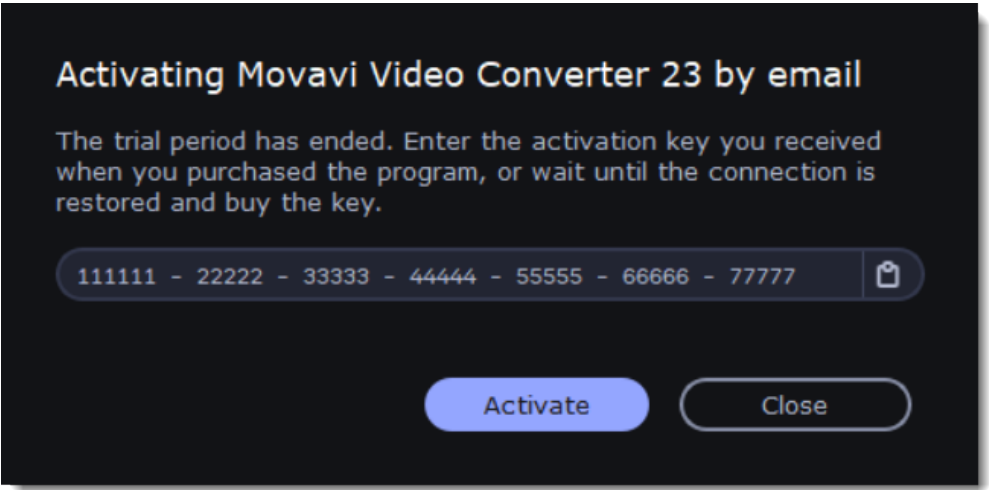 Activating Movavi Video Converter 23 by email
The trial period has ended. Enter the activation key you received
when you purchased the program, or wait until the connection is
restored and buy the key.
111111 - 22222 - 33333 - 44444 - 55555 - 66666 - 77777
Activate
Close